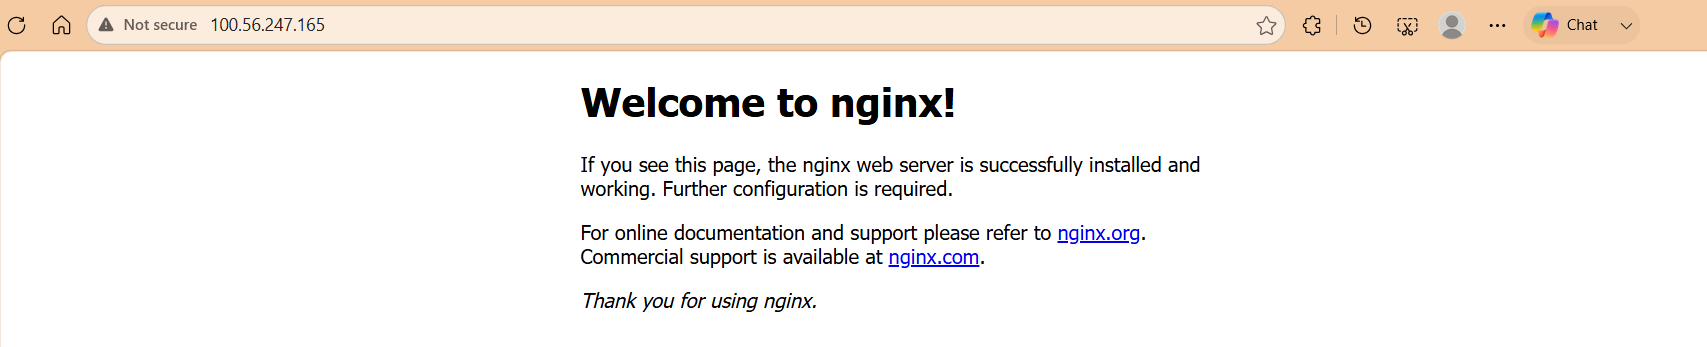 Not secure 100.56.247.165 Chat
Welcome to nginx!
If you see this page, the nginx web server is successfully installed and
working. Further configuration is required.
For online documentation and support please refer to nginx.org.
Commercial support is available at nginx.com.
Thank you for using nginx.